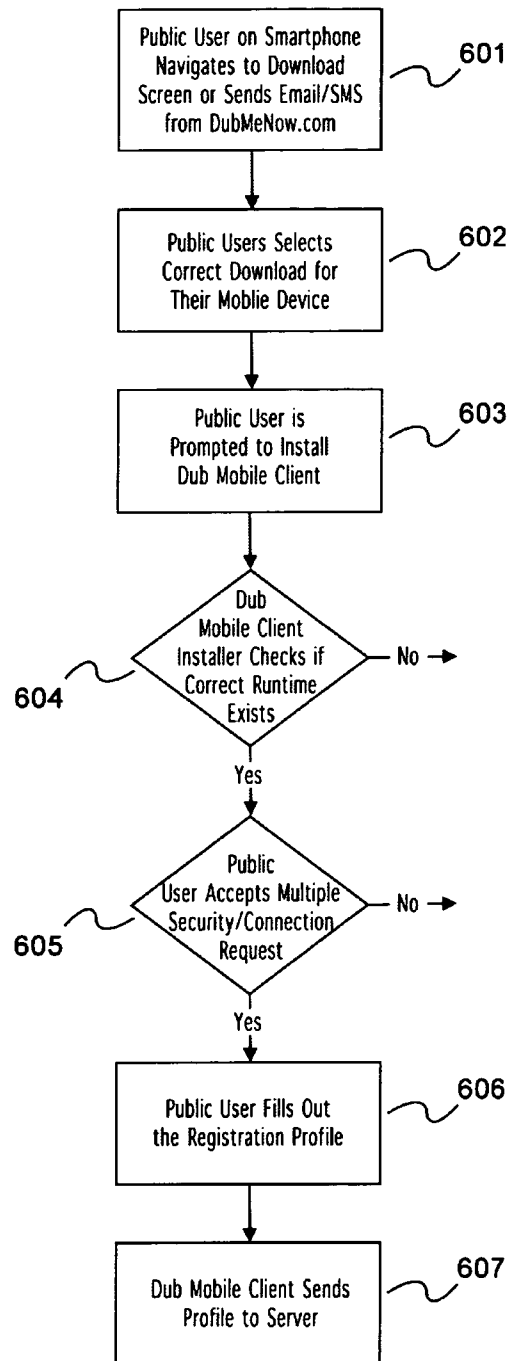 Public User on Smartphone
Navigates to Download
Screen or Sends Email/SMS
from DubMeNow.com
601
Public Users Selects
Correct Download for
Their Moblie Device
602
Public User is
Prompted to Install
Dub Mobile Client
603
Dub
Mobile Client
Installer Checks if
Correct Runtime
Exists
No
604
Yes
Public
User Accepts Multiple
Security/Connection
Request
No
605
Yes
Public User Fills Out
the Registration Profile
606
Dub Mobile Client Sends
Profile to Server
607